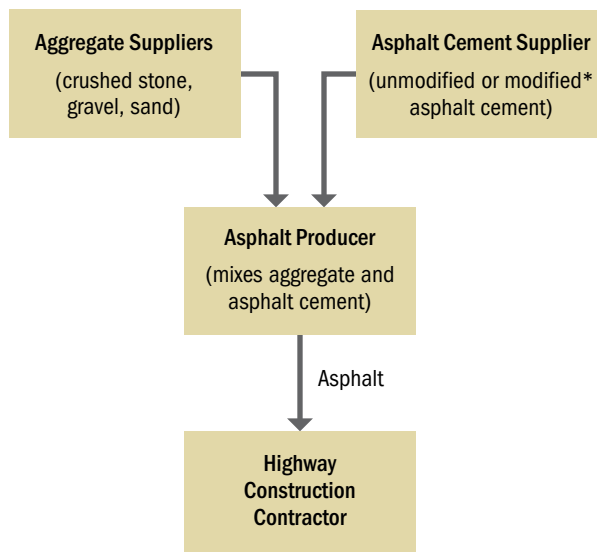 Aggregate Suppliers
(crushed stone,
gravel, sand)
Asphalt Cement Supplier
(unmodified or modified*
asphalt cement)
Asphalt Producer
(mixes aggregate and
asphalt cement)
Asphalt
Highway
Construction
Contractor